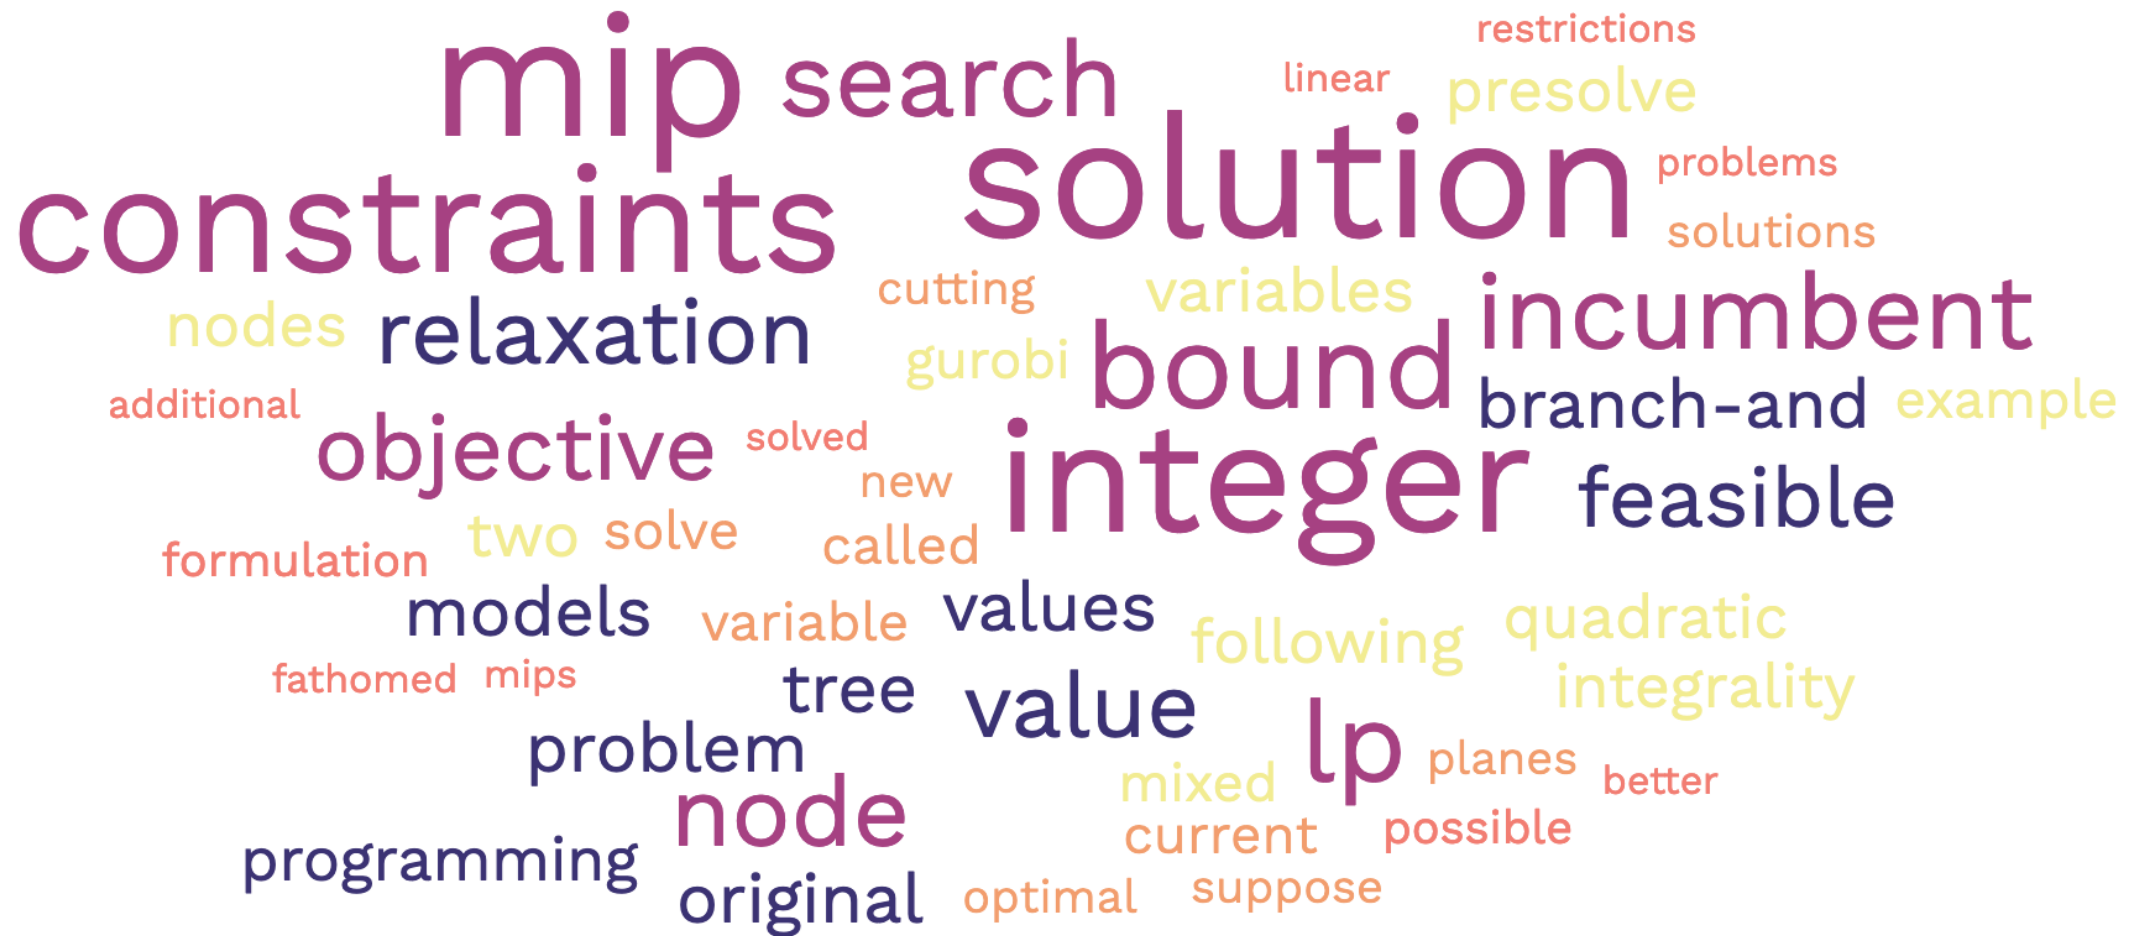 restrictions
mip search linear presolve
solution problems
constraints solutions
cutting variables incumbent
nodes relaxation gurobi bound
additional branch-and example
objective solved integer
new feasible
formulation two solve called
models variable values following quadratic
fathomed mips tree value integrality
problem lp planes better
mixed
node current possible
programming original optimal suppose